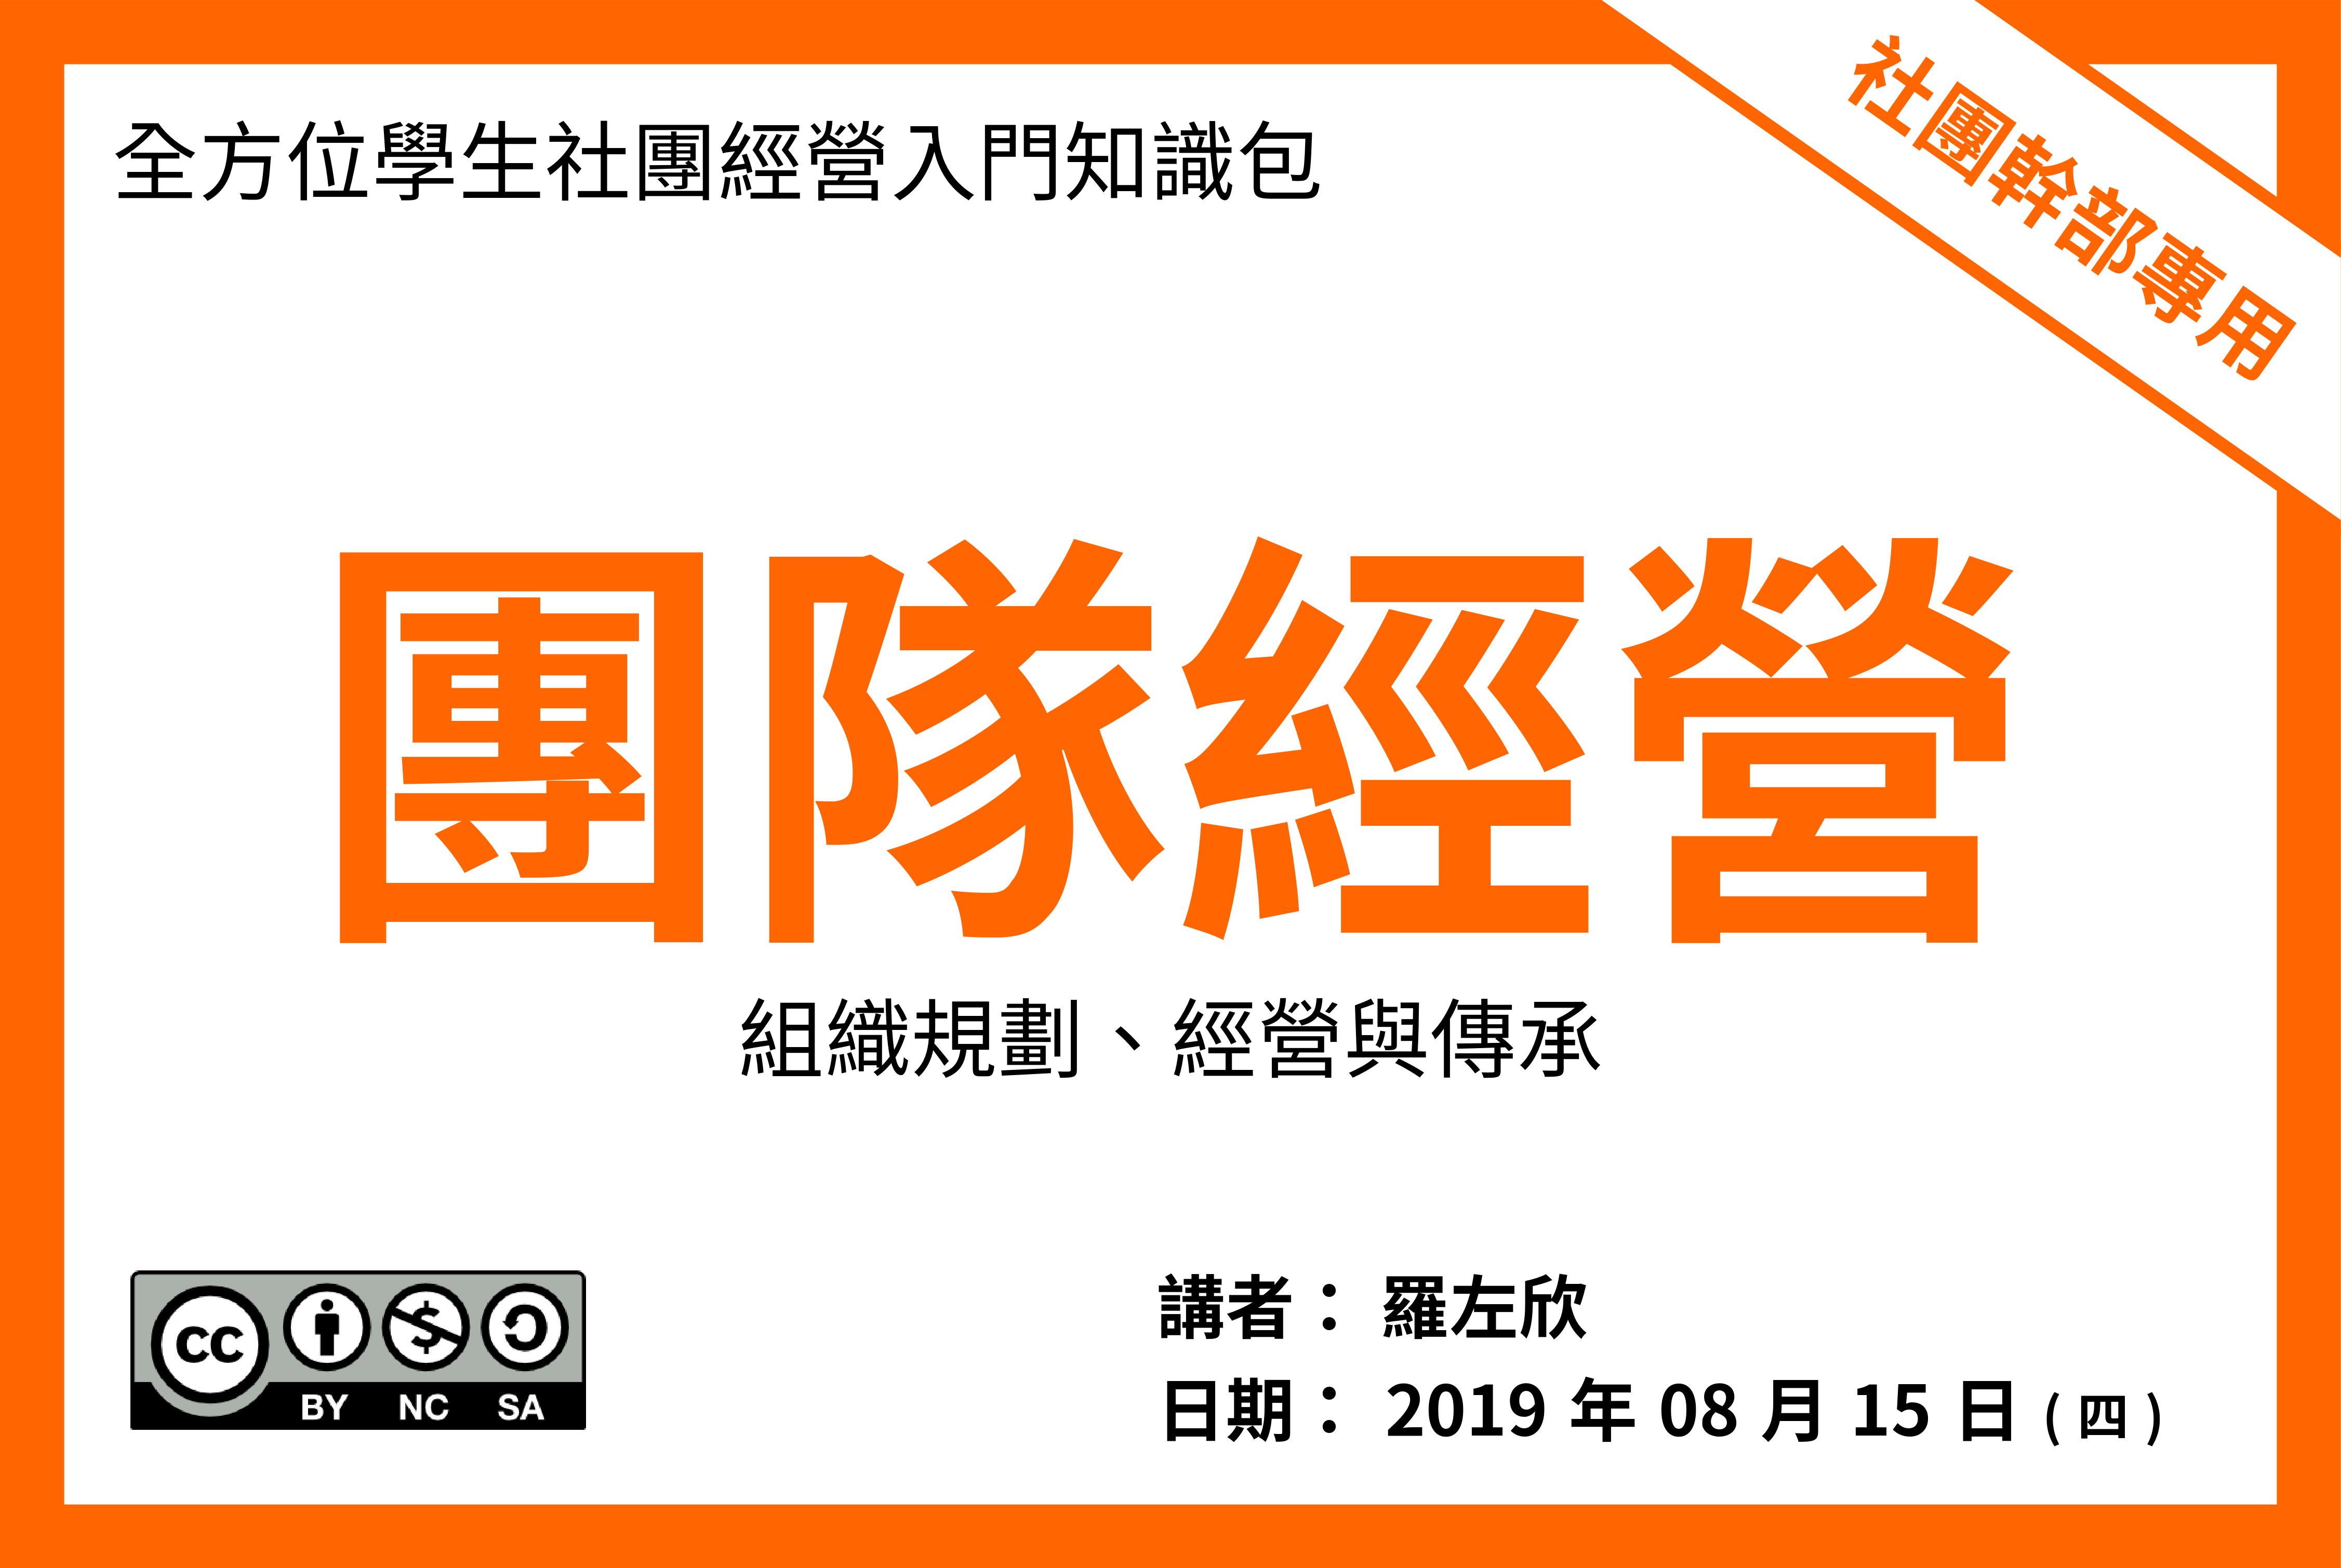 全方位學生社團經營入門知識包
社團幹部專用
團隊經營
組織規劃、經營與傳承
cc BY NC SA
講者： 羅左欣
日期： 2019 年 08 月 15 日 ( 四 )